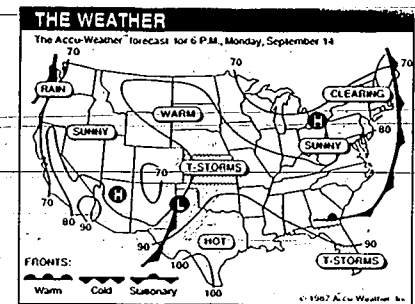 THE WEATHER
The Accu-Weather forecast for 6 P.M., Monday, September 14
70
70
70
RAIN
CLEARING
WARM
H
SUNNY
SUNNY
80
T-STORMS
70
H
L
70
80
90
90
HOT
90
T-STORMS
100
100
FRONTS:
Warm Cold Stationary
© 1987 Accu Weather, Inc.